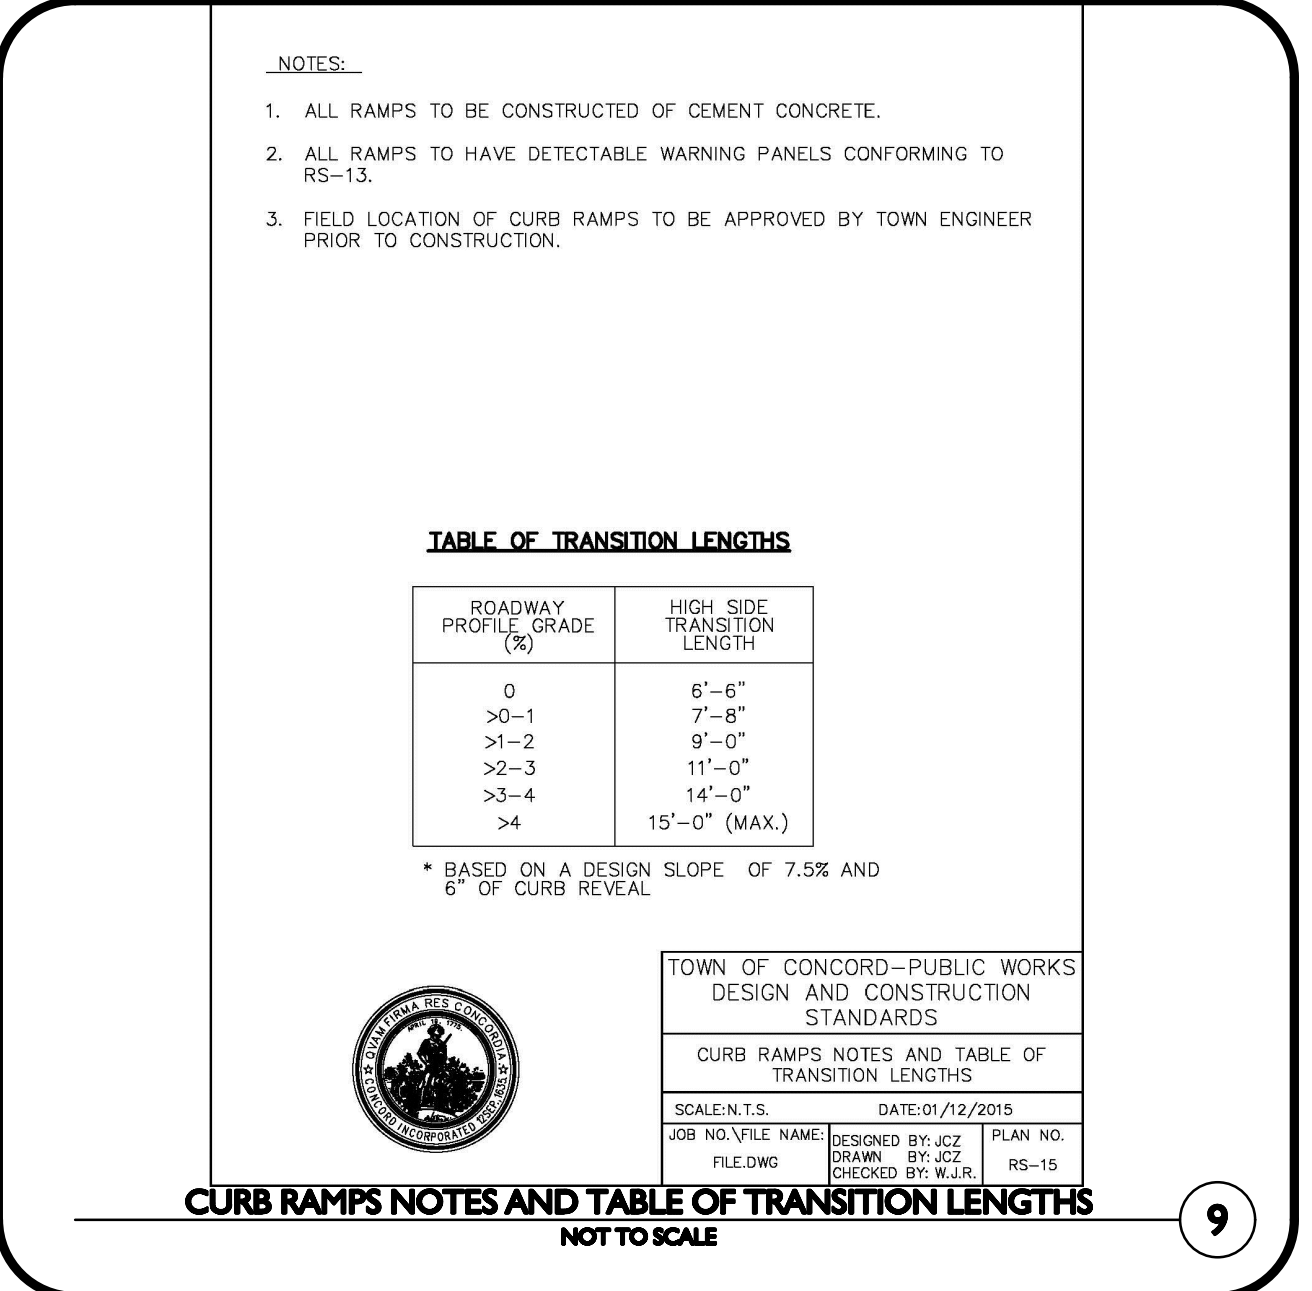 NOTES:
1. ALL RAMPS TO BE CONSTRUCTED OF CEMENT CONCRETE.
2. ALL RAMPS TO HAVE DETECTABLE WARNING PANELS CONFORMING TO
RS-13.
3. FIELD LOCATION OF CURB RAMPS TO BE APPROVED BY TOWN ENGINEER
PRIOR TO CONSTRUCTION.
TABLE OF TRANSITION LENGTHS
ROADWAY
PROFILE GRADE
(%)
HIGH SIDE
TRANSITION
LENGTH
0 6'-6"
>0-1 7'-8"
>1-2 9'-0"
>2-3 11'-0"
>3-4 14'-0"
>4 15'-0" (MAX.)
* BASED ON A DESIGN SLOPE OF 7.5% AND
6" OF CURB REVEAL
QVAM FIRMA RES CONCORDIA.
APRIL 19, 1775.
CONCORD INCORPORATED 12SEP.,1635.
TOWN OF CONCORD-PUBLIC WORKS
DESIGN AND CONSTRUCTION
STANDARDS
CURB RAMPS NOTES AND TABLE OF
TRANSITION LENGTHS
SCALE:N.T.S. DATE:01/12/2015
JOB NO.\FILE NAME:
FILE.DWG
DESIGNED BY: JCZ
DRAWN BY: JCZ
CHECKED BY: W.J.R.
PLAN NO.
RS-15
CURB RAMPS NOTES AND TABLE OF TRANSITION LENGTHS
NOT TO SCALE
9